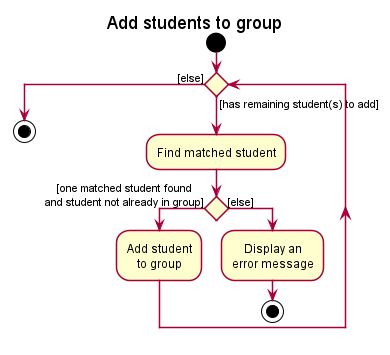 Add students to group
[else]
[has remaining student(s) to add]
Find matched student
[one matched student found
and student not already in group]
[else]
Add student
to group
Display an
error message